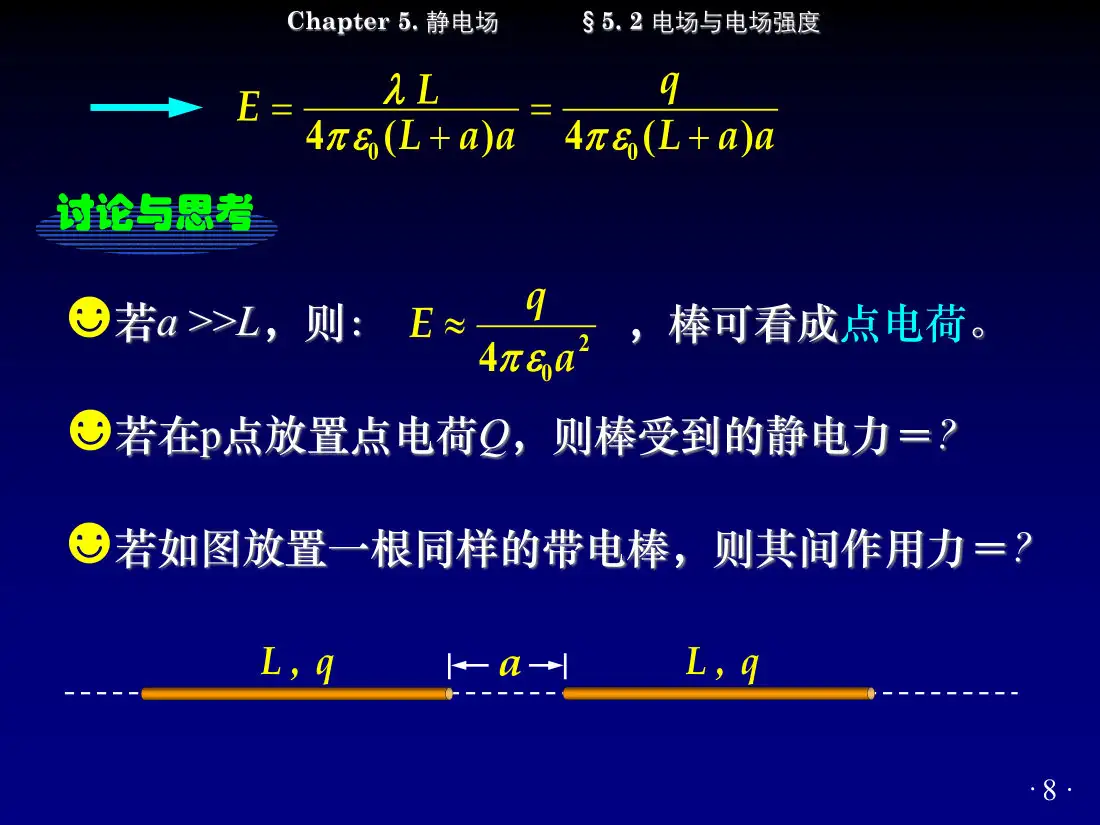 Chapter 5. 静电场 §5. 2 电场与电场强度
E = λ L / 4πε₀(L + a)a = q / 4πε₀(L + a)a
讨论与思考
若a >>L，则： E ≈ q / 4πε₀a² ，棒可看成点电荷。
若在p点放置点电荷Q，则棒受到的静电力＝?
若如图放置一根同样的带电棒，则其间作用力＝?
L , q a L , q
·8·